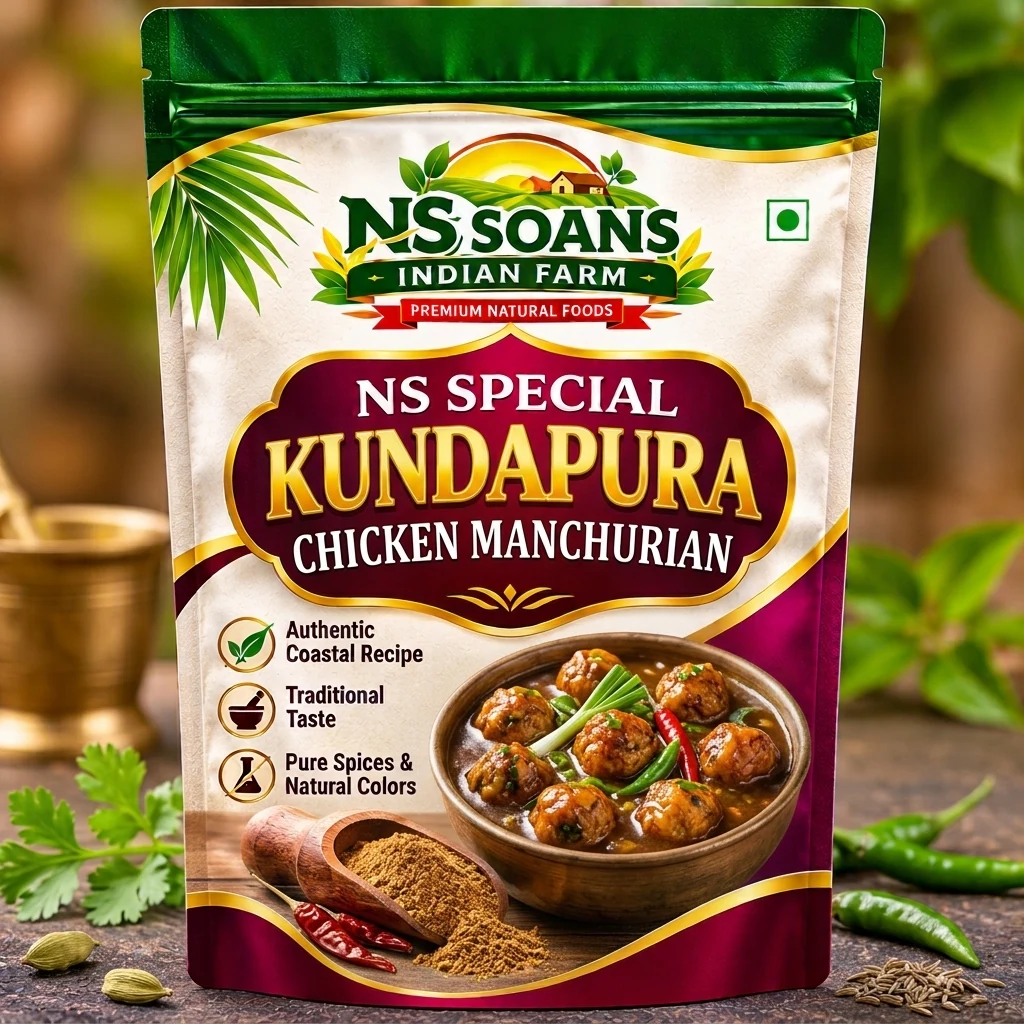 NS SOANS
INDIAN FARM
PREMIUM NATURAL FOODS
NS SPECIAL
KUNDAPURA
CHICKEN MANCHURIAN
Authentic
Coastal Recipe
Traditional
Taste
Pure Spices &
Natural Colors